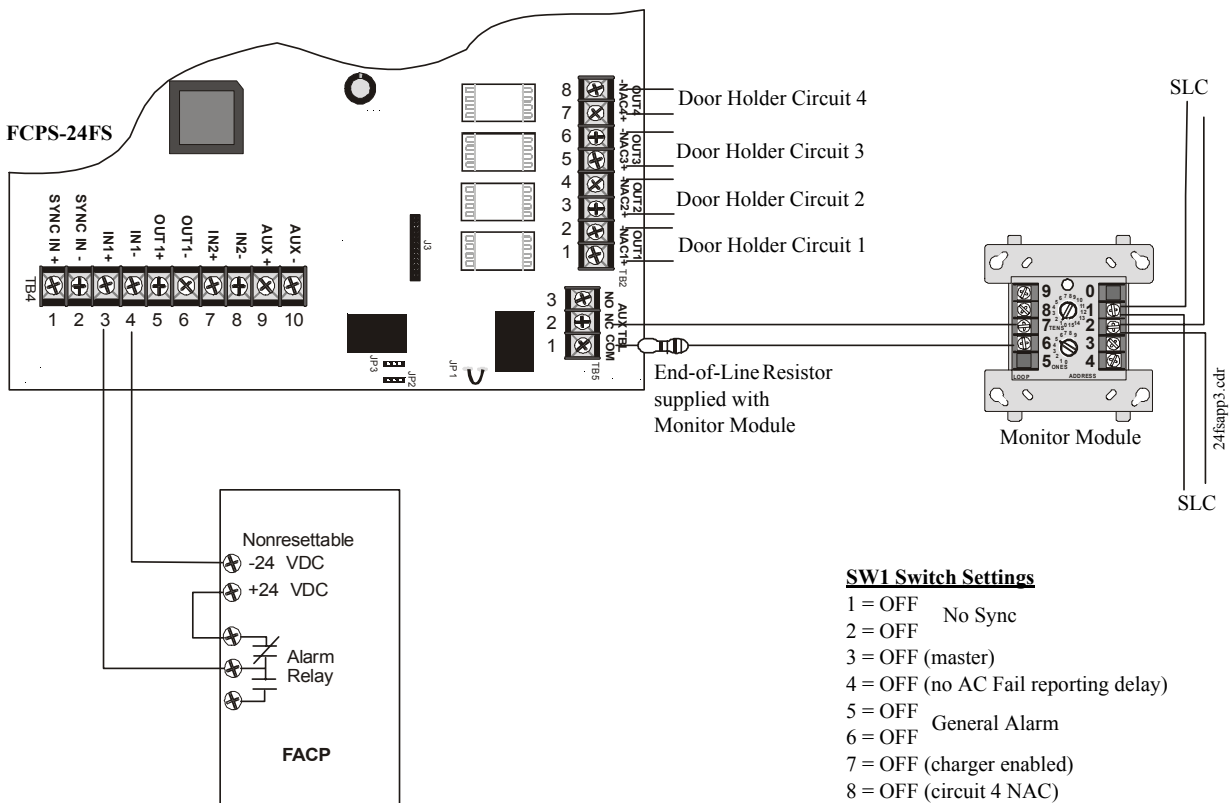 FCPS-24FS
SYNC IN +
SYNC IN -
IN1+
IN1-
OUT1+
OUT1-
IN2+
IN2-
AUX +
AUX -
TB4
1 2 3 4 5 6 7 8 9 10
J3
JP3
JP2
JP1
8
7
6
5
4
3
2
1
-NAC4+ OUT4
-NAC3+ OUT3
-NAC2+ OUT2
-NAC1+ OUT1
TB2
Door Holder Circuit 4
Door Holder Circuit 3
Door Holder Circuit 2
Door Holder Circuit 1
3
2
1
NO NC COM
AUX TBL
TB5
End-of-Line Resistor
supplied with
Monitor Module
SLC
9 0
8 1
7 2
6 3
5 4
TENS
ONES
LOOP ADDRESS
Monitor Module
SLC
24fsapp3.cdr
Nonresettable
-24 VDC
+24 VDC
Alarm
Relay
FACP
SW1 Switch Settings
1 = OFF
No Sync
2 = OFF
3 = OFF (master)
4 = OFF (no AC Fail reporting delay)
5 = OFF
General Alarm
6 = OFF
7 = OFF (charger enabled)
8 = OFF (circuit 4 NAC)